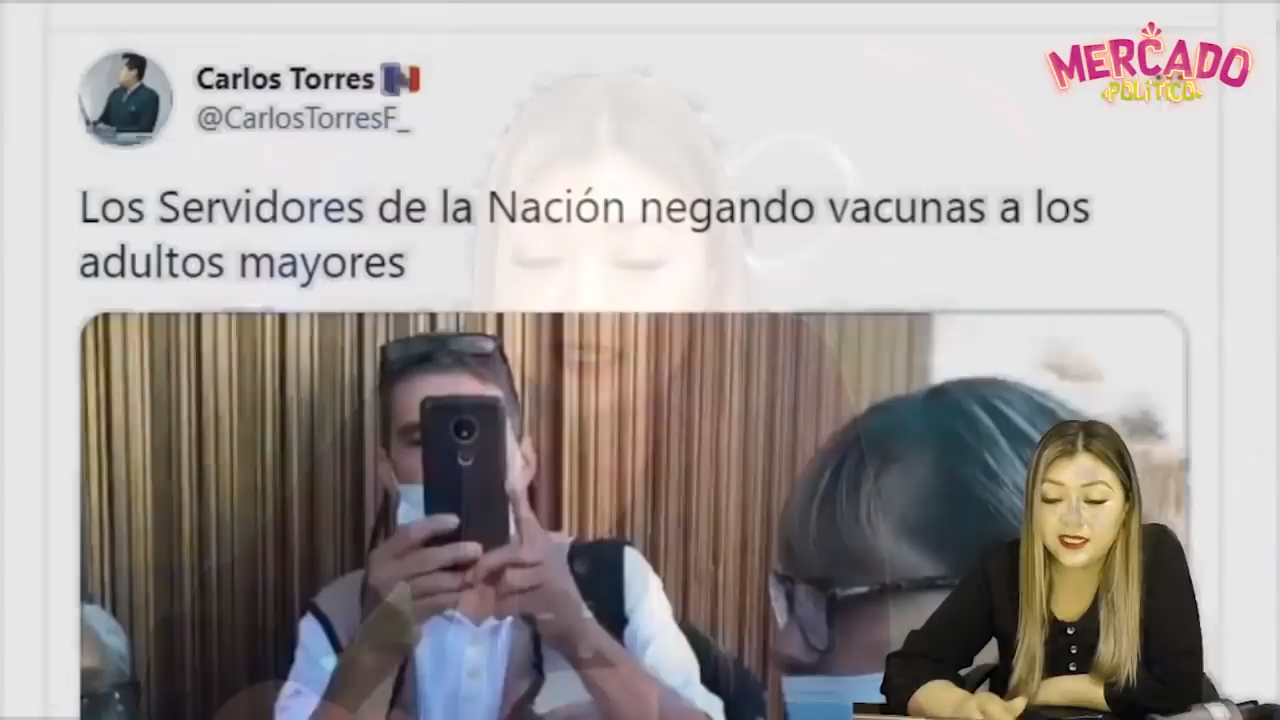 MERCADO
POLÍTICO
Carlos Torres
@CarlosTorresF_
Los Servidores de la Nación negando vacunas a los
adultos mayores